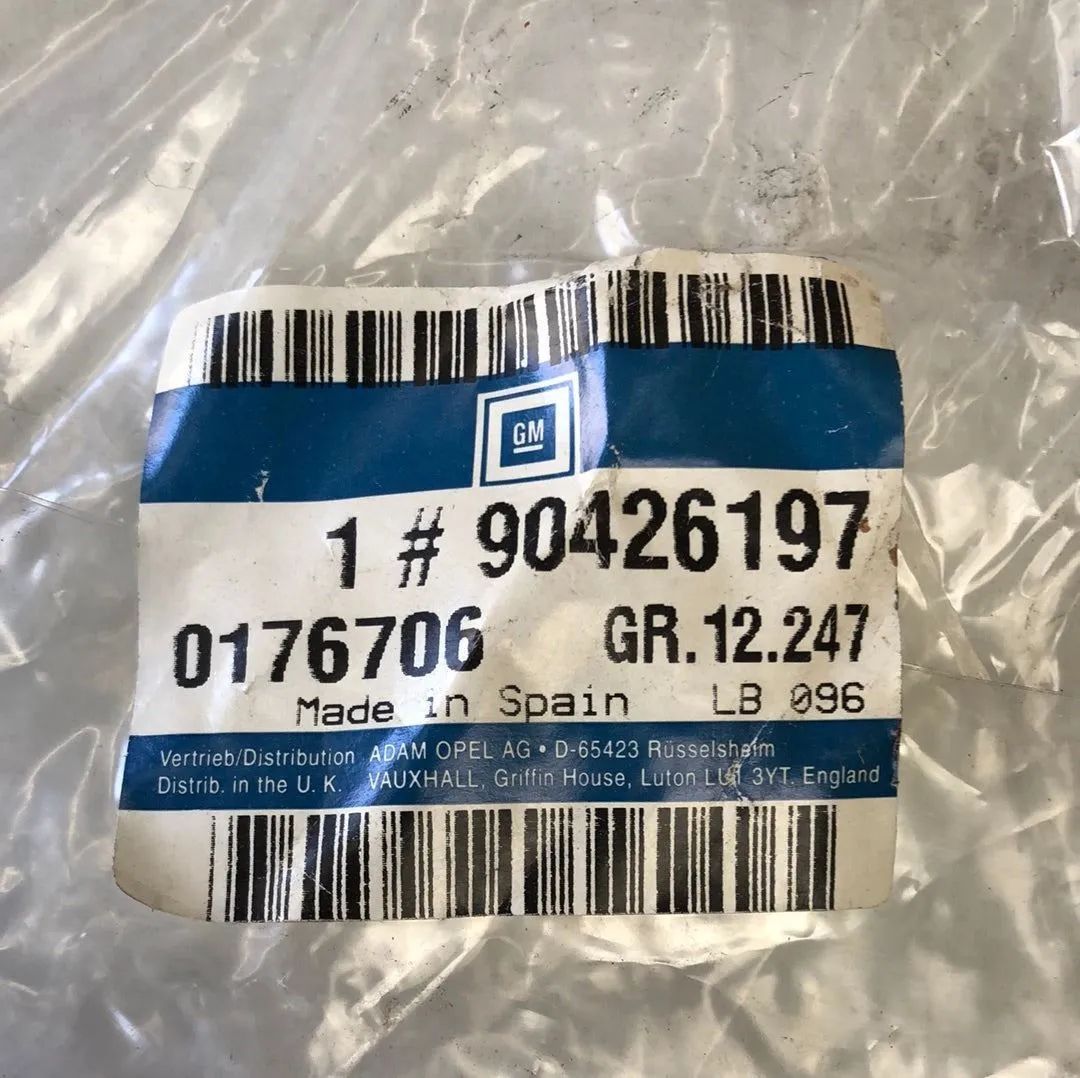 GM
1 # 90426197
0176706 GR.12.247
Made in Spain LB 096
Vertrieb/Distribution ADAM OPEL AG • D-65423 Rüsselsheim
Distrib. in the U. K. VAUXHALL, Griffin House, Luton LU1 3YT. England